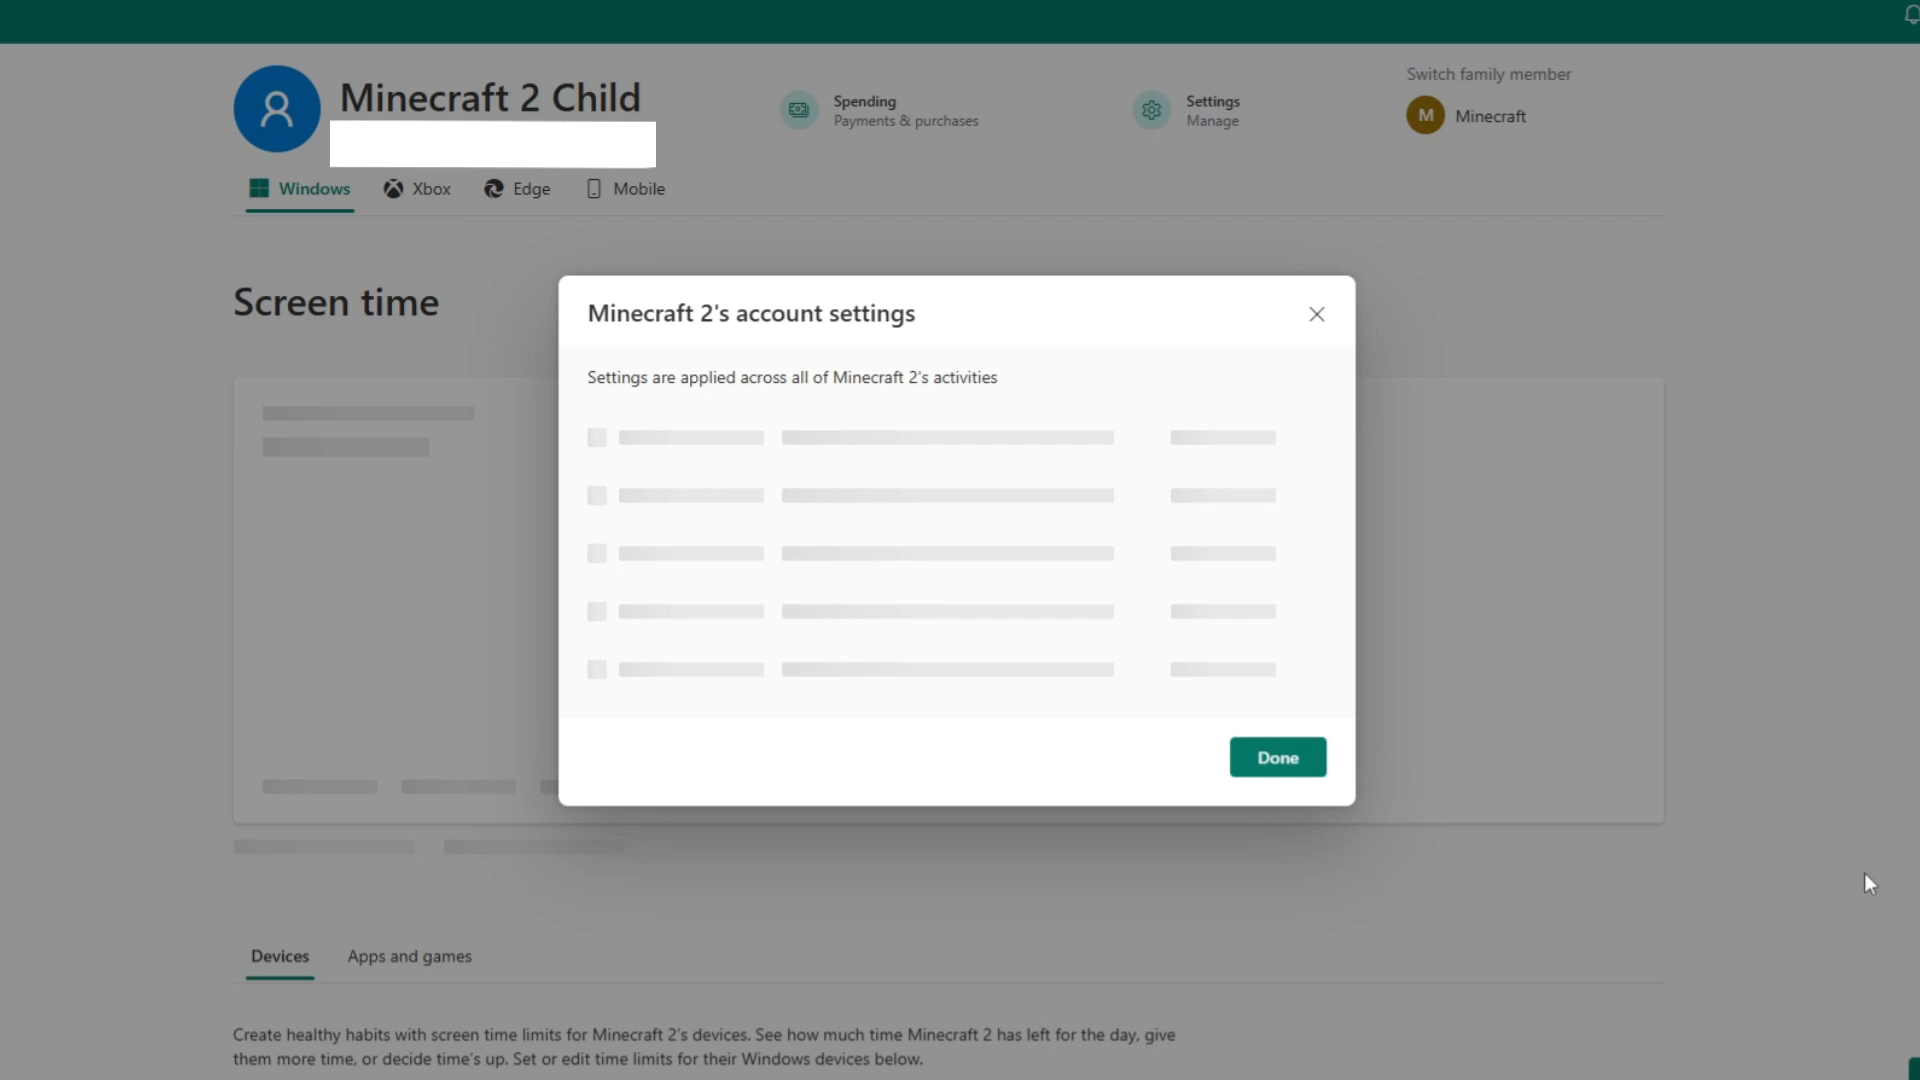 Minecraft 2 Child
Spending
Payments & purchases
Settings
Manage
Switch family member
M Minecraft
Windows
Xbox
Edge
Mobile
Screen time
Minecraft 2's account settings
Settings are applied across all of Minecraft 2's activities
Done
Devices
Apps and games
Create healthy habits with screen time limits for Minecraft 2's devices. See how much time Minecraft 2 has left for the day, give
them more time, or decide time's up. Set or edit time limits for their Windows devices below.